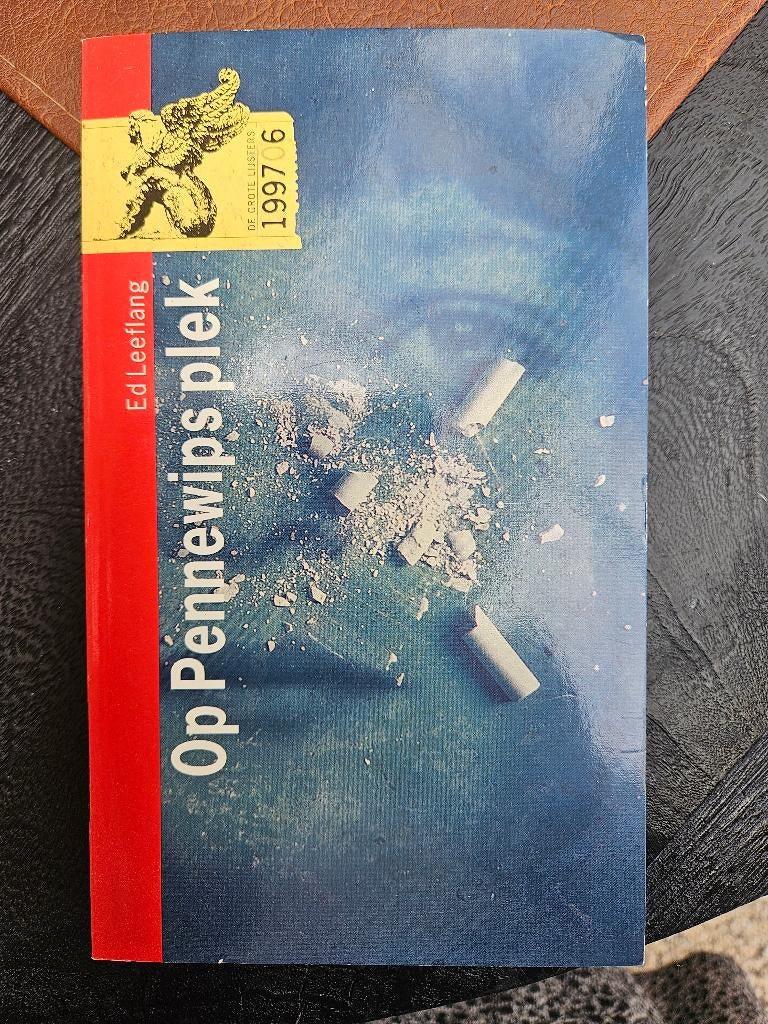 Ed Leeflang
Op Pennewips plek
DE GROTE LIJSTERS
199706